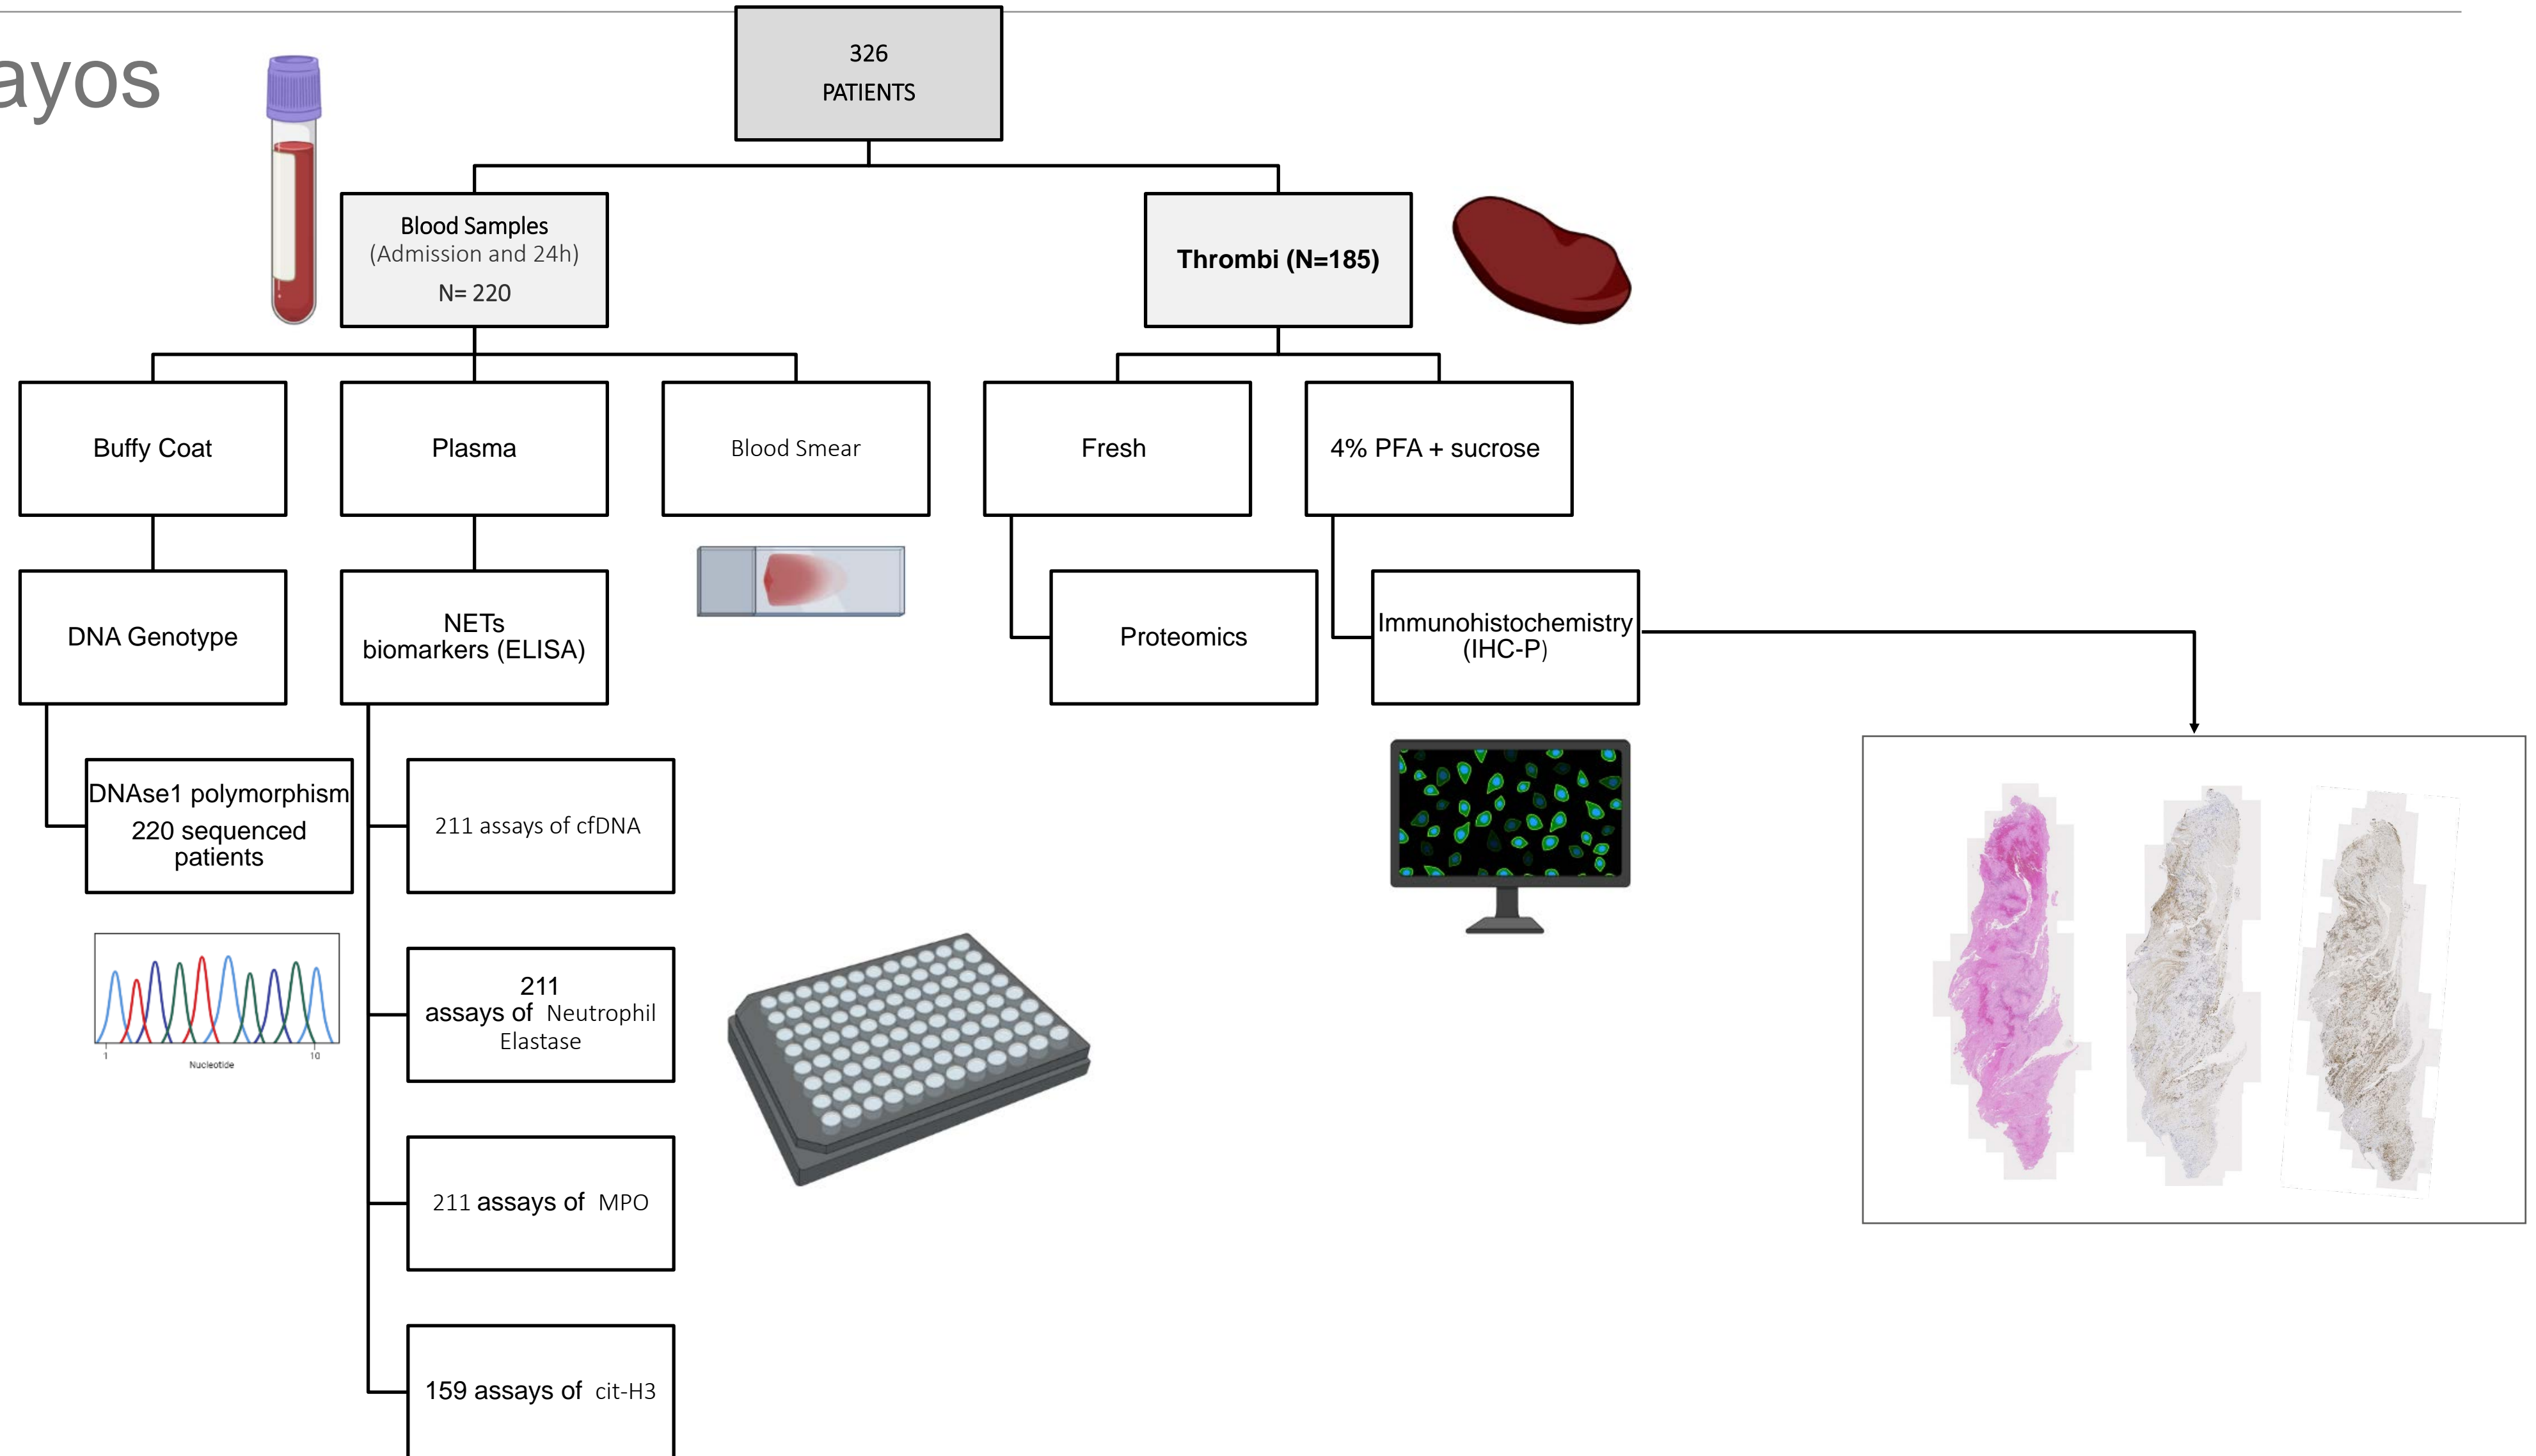 ayos
326
PATIENTS
Blood Samples
(Admission and 24h)
N= 220
Thrombi (N=185)
Buffy Coat
Plasma
Blood Smear
Fresh
4% PFA + sucrose
DNA Genotype
NETs
biomarkers (ELISA)
Proteomics
Immunohistochemistry
(IHC-P)
DNAse1 polymorphism
220 sequenced
patients
211 assays of cfDNA
211
assays of Neutrophil
Elastase
1
10
Nucleotide
211 assays of MPO
159 assays of cit-H3